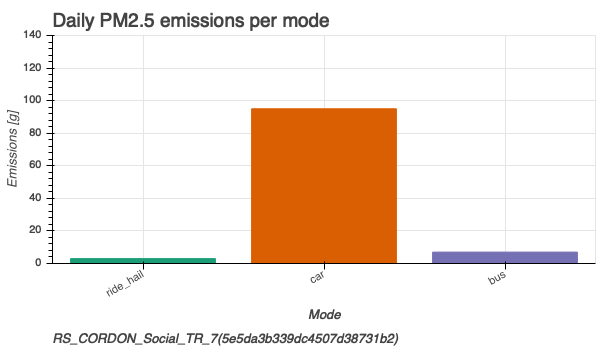 Daily PM2.5 emissions per mode
140
120
100
80
60
40
20
0
Emissions [g]
ride_hail
car
bus
Mode
RS_CORDON_Social_TR_7(5e5da3b339dc4507d38731b2)